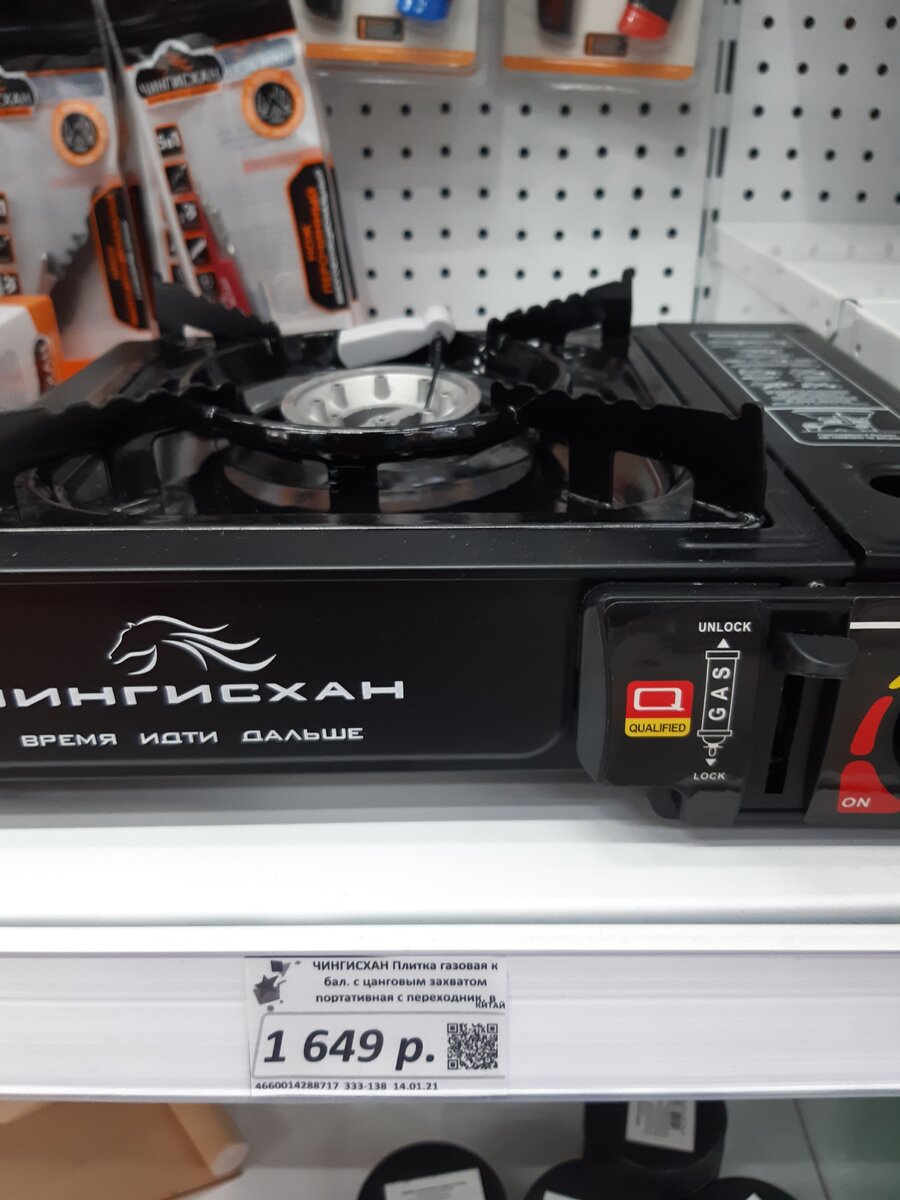 ЧИНГИСХАН
UNLOCK
GAS
Q
QUALIFIED
LOCK
ON
ЧИНГИСХАН
ВРЕМЯ ИДТИ ДАЛЬШЕ
ЧИНГИСХАН Плитка газовая к
бал. с цанговым захватом
портативная с переходник. в
КИТАЙ
1 649 р.
4660014288717 333-138 14.01.21